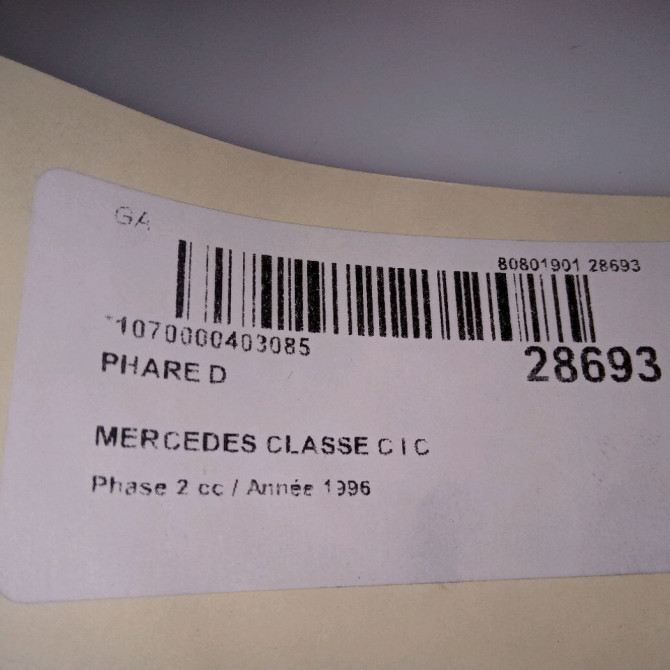 GA
80801901 28693
*1070000403085
28693
PHARE D
MERCEDES CLASSE C I C
Phase 2 cc / Année 1996